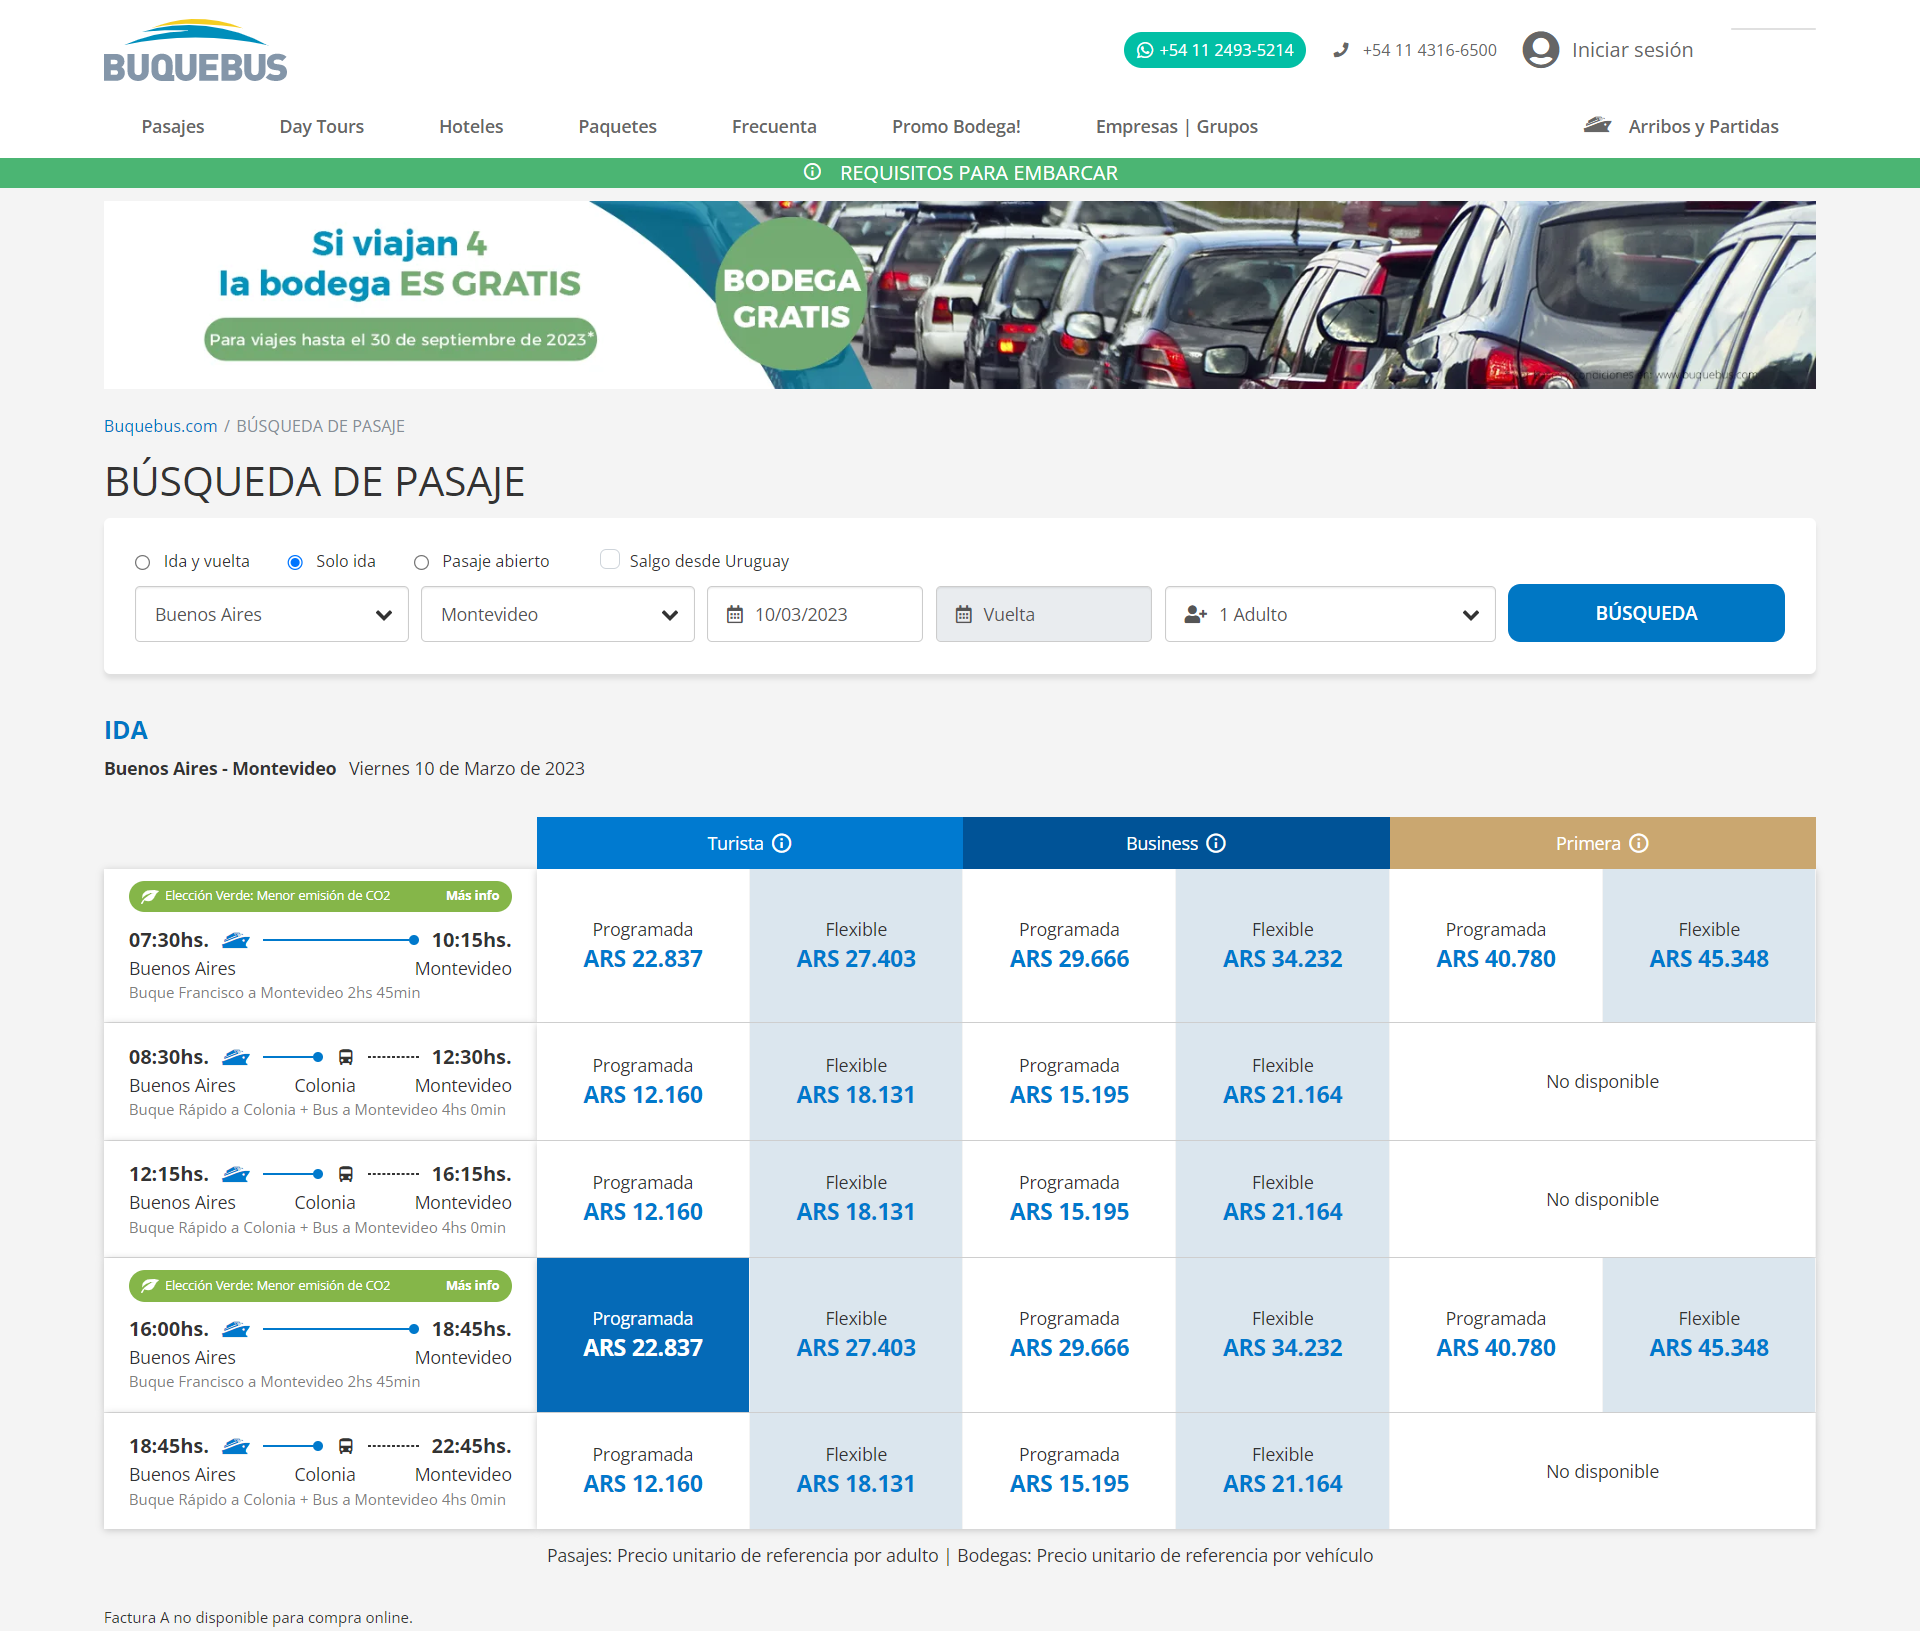 BUQUEBUS
+54 11 2493-5214
+54 11 4316-6500
Iniciar sesión
Pasajes Day Tours Hoteles Paquetes Frecuenta Promo Bodega! Empresas | Grupos Arribos y Partidas
REQUISITOS PARA EMBARCAR
Si viajan 4
la bodega ES GRATIS
Para viajes hasta el 30 de septiembre de 2023*
BODEGA
GRATIS
condiciones en www.buquebus.com
Buquebus.com / BÚSQUEDA DE PASAJE
BÚSQUEDA DE PASAJE
Ida y vuelta Solo ida Pasaje abierto Salgo desde Uruguay
Buenos Aires Montevideo 10/03/2023 Vuelta 1 Adulto BÚSQUEDA
IDA
Buenos Aires - Montevideo Viernes 10 de Marzo de 2023
Turista Business Primera
Elección Verde: Menor emisión de CO2 Más info
07:30hs. 10:15hs.
Buenos Aires Montevideo
Buque Francisco a Montevideo 2hs 45min
Programada Flexible Programada Flexible Programada Flexible
ARS 22.837 ARS 27.403 ARS 29.666 ARS 34.232 ARS 40.780 ARS 45.348
08:30hs. 12:30hs.
Buenos Aires Colonia Montevideo
Buque Rápido a Colonia + Bus a Montevideo 4hs 0min
Programada Flexible Programada Flexible
ARS 12.160 ARS 18.131 ARS 15.195 ARS 21.164
No disponible
12:15hs. 16:15hs.
Buenos Aires Colonia Montevideo
Buque Rápido a Colonia + Bus a Montevideo 4hs 0min
Programada Flexible Programada Flexible
ARS 12.160 ARS 18.131 ARS 15.195 ARS 21.164
No disponible
Elección Verde: Menor emisión de CO2 Más info
16:00hs. 18:45hs.
Buenos Aires Montevideo
Buque Francisco a Montevideo 2hs 45min
Programada Flexible Programada Flexible Programada Flexible
ARS 22.837 ARS 27.403 ARS 29.666 ARS 34.232 ARS 40.780 ARS 45.348
18:45hs. 22:45hs.
Buenos Aires Colonia Montevideo
Buque Rápido a Colonia + Bus a Montevideo 4hs 0min
Programada Flexible Programada Flexible
ARS 12.160 ARS 18.131 ARS 15.195 ARS 21.164
No disponible
Pasajes: Precio unitario de referencia por adulto | Bodegas: Precio unitario de referencia por vehículo
Factura A no disponible para compra online.